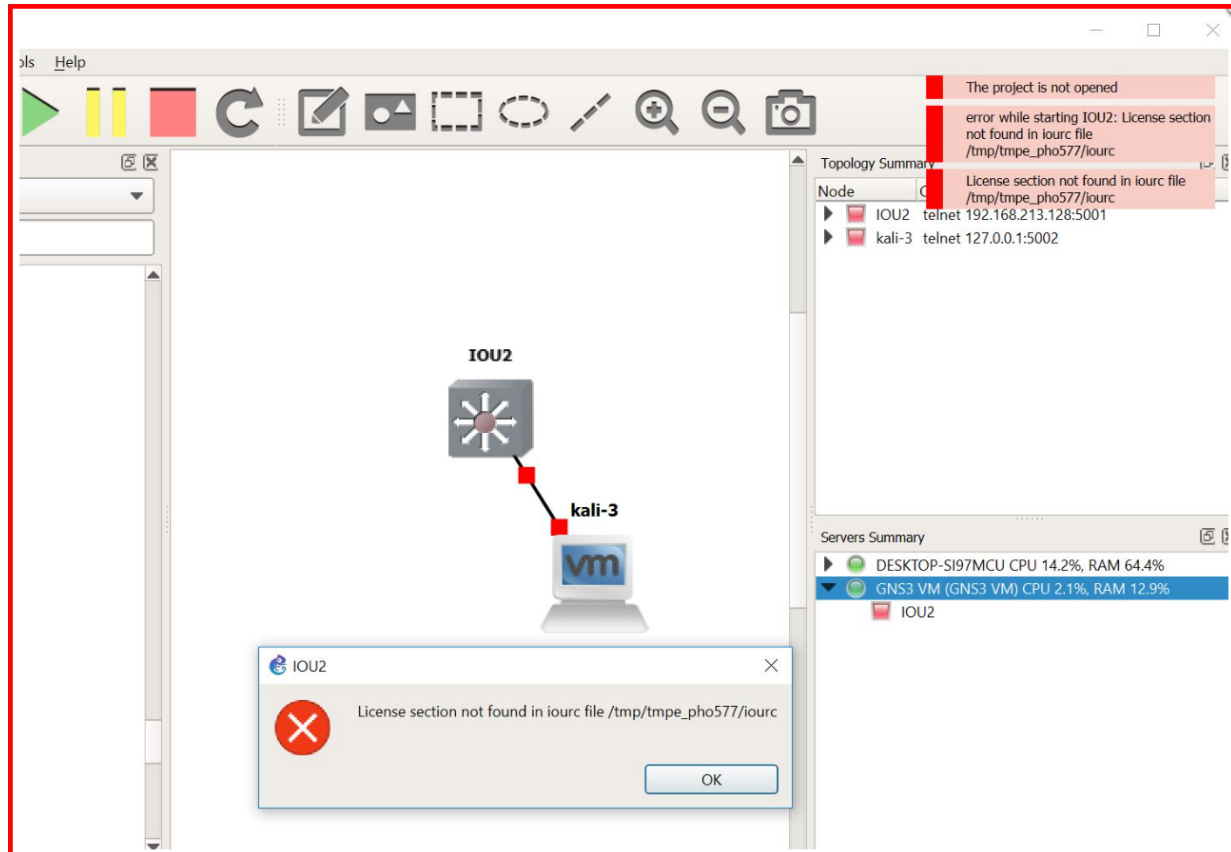 ols Help
The project is not opened
error while starting IOU2: License section
not found in iourc file
/tmp/tmpe_pho577/iourc
License section not found in iourc file
/tmp/tmpe_pho577/iourc
Topology Summary
Node
IOU2 telnet 192.168.213.128:5001
kali-3 telnet 127.0.0.1:5002
IOU2
kali-3
vm
Servers Summary
DESKTOP-SI97MCU CPU 14.2%, RAM 64.4%
GNS3 VM (GNS3 VM) CPU 2.1%, RAM 12.9%
IOU2
IOU2
License section not found in iourc file /tmp/tmpe_pho577/iourc
OK